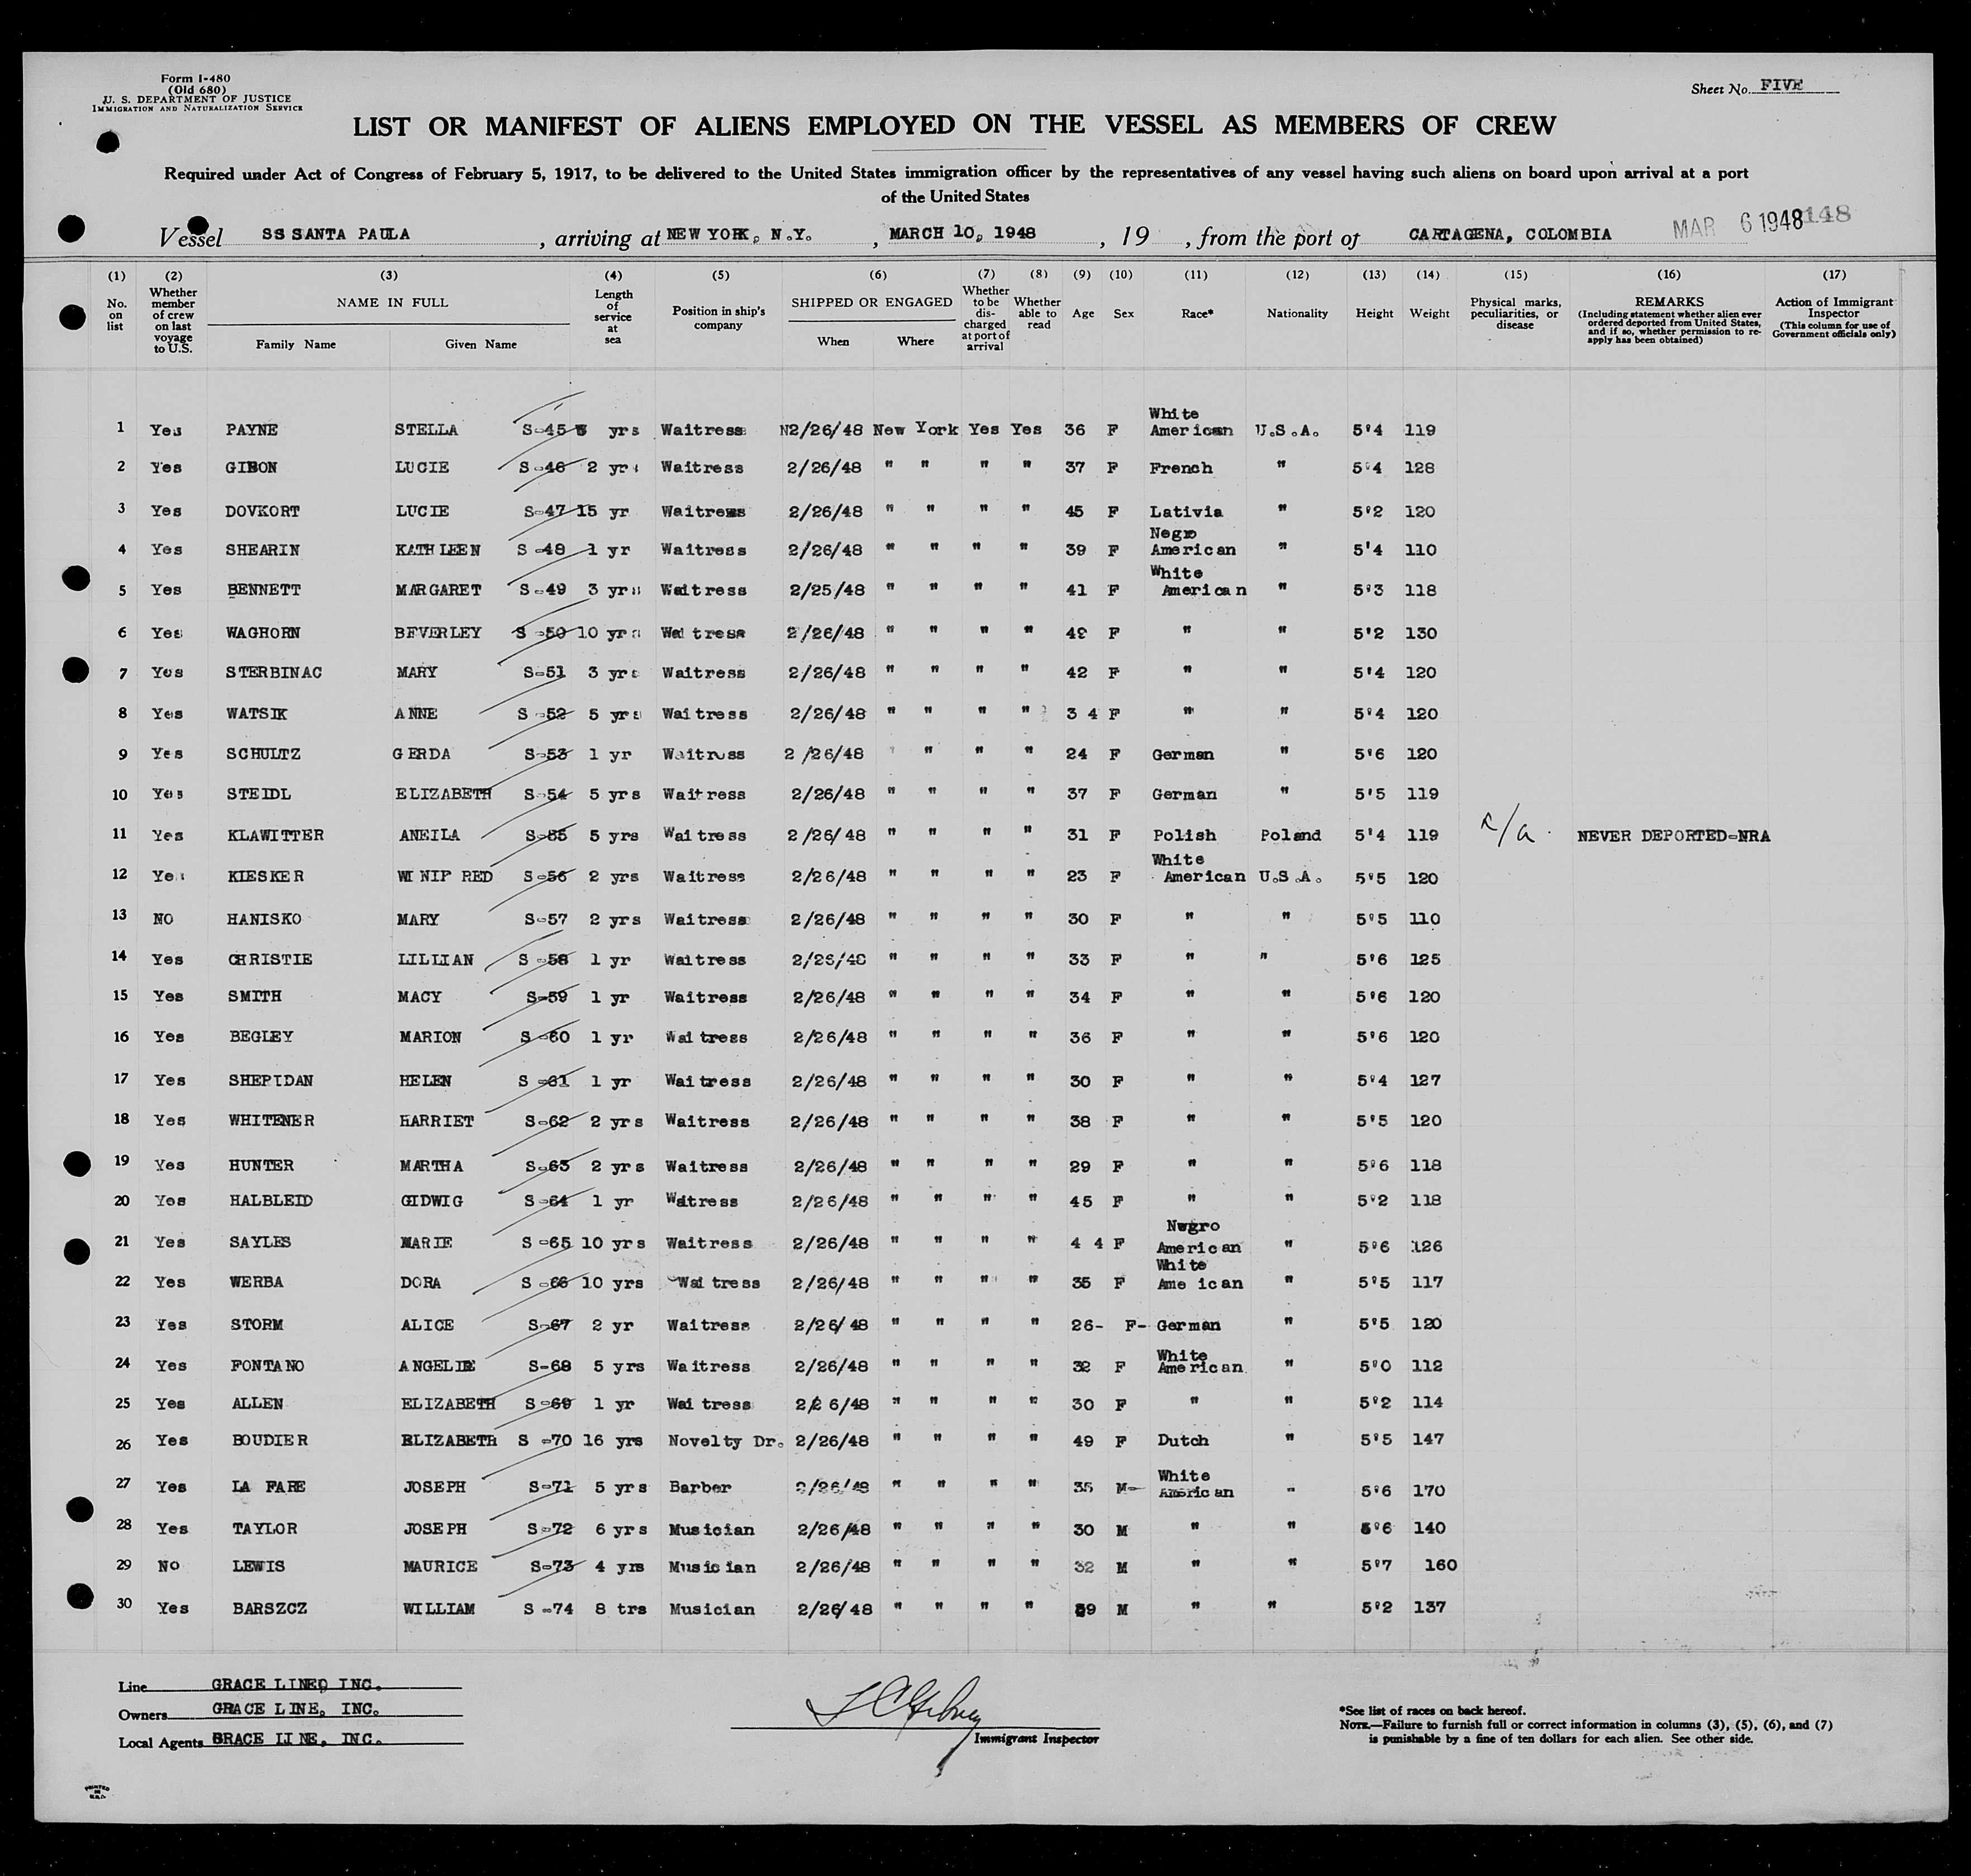 Form I-480
(Old 680)
U. S. DEPARTMENT OF JUSTICE
IMMIGRATION AND NATURALIZATION SERVICE
Sheet No. FIVE
LIST OR MANIFEST OF ALIENS EMPLOYED ON THE VESSEL AS MEMBERS OF CREW
Required under Act of Congress of February 5, 1917, to be delivered to the United States immigration officer by the representatives of any vessel having such aliens on board upon arrival at a port
of the United States
Vessel SS SANTA PAULA, arriving at NEW YORK, N.Y., MARCH 10, 1948, 19 , from the port of CARTAGENA, COLOMBIA MAR 6 1948 148
(1) (2) (3) (4) (5) (6) (7) (8) (9) (10) (11) (12) (13) (14) (15) (16) (17)
No. on list
Whether member of crew on last voyage to U.S.
NAME IN FULL
Family Name Given Name
Length of service at sea
Position in ship's company
SHIPPED OR ENGAGED
When Where
Whether to be discharged at port of arrival
Whether able to read
Age
Sex
Race*
Nationality
Height
Weight
Physical marks, peculiarities, or disease
REMARKS
(Including statement whether alien ever ordered deported from United States, and if so, whether permission to re-apply has been obtained)
Action of Immigrant Inspector
(This column for use of Government officials only)
1 Yes PAYNE STELLA S-45 yrs Waitress 2/26/48 New York Yes Yes 36 F White American U.S.A. 5'4 119
2 Yes GIBON LUCIE S-46 2 yrs Waitress 2/26/48 " " " " 37 F French " 5'4 128
3 Yes DOVKORT LUCIE S-47 15 yr Waitress 2/26/48 " " " " 45 F Lativia " 5'2 120
4 Yes SHEARIN KATHLEEN S-48 1 yr Waitress 2/26/48 " " " " 39 F Negro American " 5'4 110
5 Yes BENNETT MARGARET S-49 3 yrs Waitress 2/25/48 " " " " 41 F White American " 5'3 118
6 Yes WAGHORN BEVERLEY S-50 10 yrs Waitress 2/26/48 " " " " 42 F " " 5'2 130
7 Yes STERBINAC MARY S-51 3 yrs Waitress 2/26/48 " " " " 42 F " " 5'4 120
8 Yes WATSIK ANNE S-52 5 yrs Waitress 2/26/48 " " " " 3 4 F " " 5'4 120
9 Yes SCHULTZ GERDA S-53 1 yr Waitress 2/26/48 " " " " 24 F German " 5'6 120
10 Yes STEIDL ELIZABETH S-54 5 yrs Waitress 2/26/48 " " " " 37 F German " 5'5 119
11 Yes KLAWITTER ANEILA S-55 5 yrs Waitress 2/26/48 " " " " 31 F Polish Poland 5'4 119 NEVER DEPORTED-NRA
12 Yes KIESKER WINIP RED S-56 2 yrs Waitress 2/26/48 " " " " 23 F White American U.S.A. 5'5 120
13 NO HANISKO MARY S-57 2 yrs Waitress 2/26/48 " " " " 30 F " " 5'5 110
14 Yes CHRISTIE LILLIAN S-58 1 yr Waitress 2/26/48 " " " " 33 F " " 5'6 125
15 Yes SMITH MACY S-59 1 yr Waitress 2/26/48 " " " " 34 F " " 5'6 120
16 Yes BEGLEY MARION S-60 1 yr Waitress 2/26/48 " " " " 36 F " " 5'6 120
17 Yes SHEPIDAN HELEN S-61 1 yr Waitress 2/26/48 " " " " 30 F " " 5'4 127
18 Yes WHITENER HARRIET S-62 2 yrs Waitress 2/26/48 " " " " 38 F " " 5'5 120
19 Yes HUNTER MARTHA S-63 2 yrs Waitress 2/26/48 " " " " 29 F " " 5'6 118
20 Yes HALBLEID GIDWIG S-64 1 yr Watress 2/26/48 " " " " 45 F " " 5'2 118
21 Yes SAYLES MARIE S-65 10 yrs Waitress 2/26/48 " " " " 4 4 F Negro American " 5'6 126
22 Yes WERBA DORA S-66 10 yrs Waitress 2/26/48 " " " " 35 F White Ame ican " 5'5 117
23 Yes STORM ALICE S-67 2 yr Waitress 2/26/48 " " " " 26- F- German " 5'5 120
24 Yes FONTANO ANGELIE S-68 5 yrs Waitress 2/26/48 " " " " 32 F White American " 5'0 112
25 Yes ALLEN ELIZABETH S-69 1 yr Waitress 2/26/48 " " " " 30 F " " 5'2 114
26 Yes BOUDIER ELIZABETH S-70 16 yrs Novelty Dr. 2/26/48 " " " " 49 F Dutch " 5'5 147
27 Yes LA FARE JOSEPH S-71 5 yrs Barber 2/26/48 " " " " 35 M- White American " 5'6 170
28 Yes TAYLOR JOSEPH S-72 6 yrs Musician 2/26/48 " " " " 30 M " " 5'6 140
29 No LEWIS MAURICE S-73 4 yrs Musician 2/26/48 " " " " 32 M " " 5'7 160
30 Yes BARSZCZ WILLIAM S-74 8 trs Musician 2/26/48 " " " " 39 M " " 5'2 137
Line GRACE LINE, INC.
Owners GRACE LINE, INC.
Local Agents GRACE LINE, INC.
Immigrant Inspector
*See list of races on back hereof.
NOTE.—Failure to furnish full or correct information in columns (3), (5), (6), and (7)
is punishable by a fine of ten dollars for each alien. See other side.
PRINTED IN U.S.A.